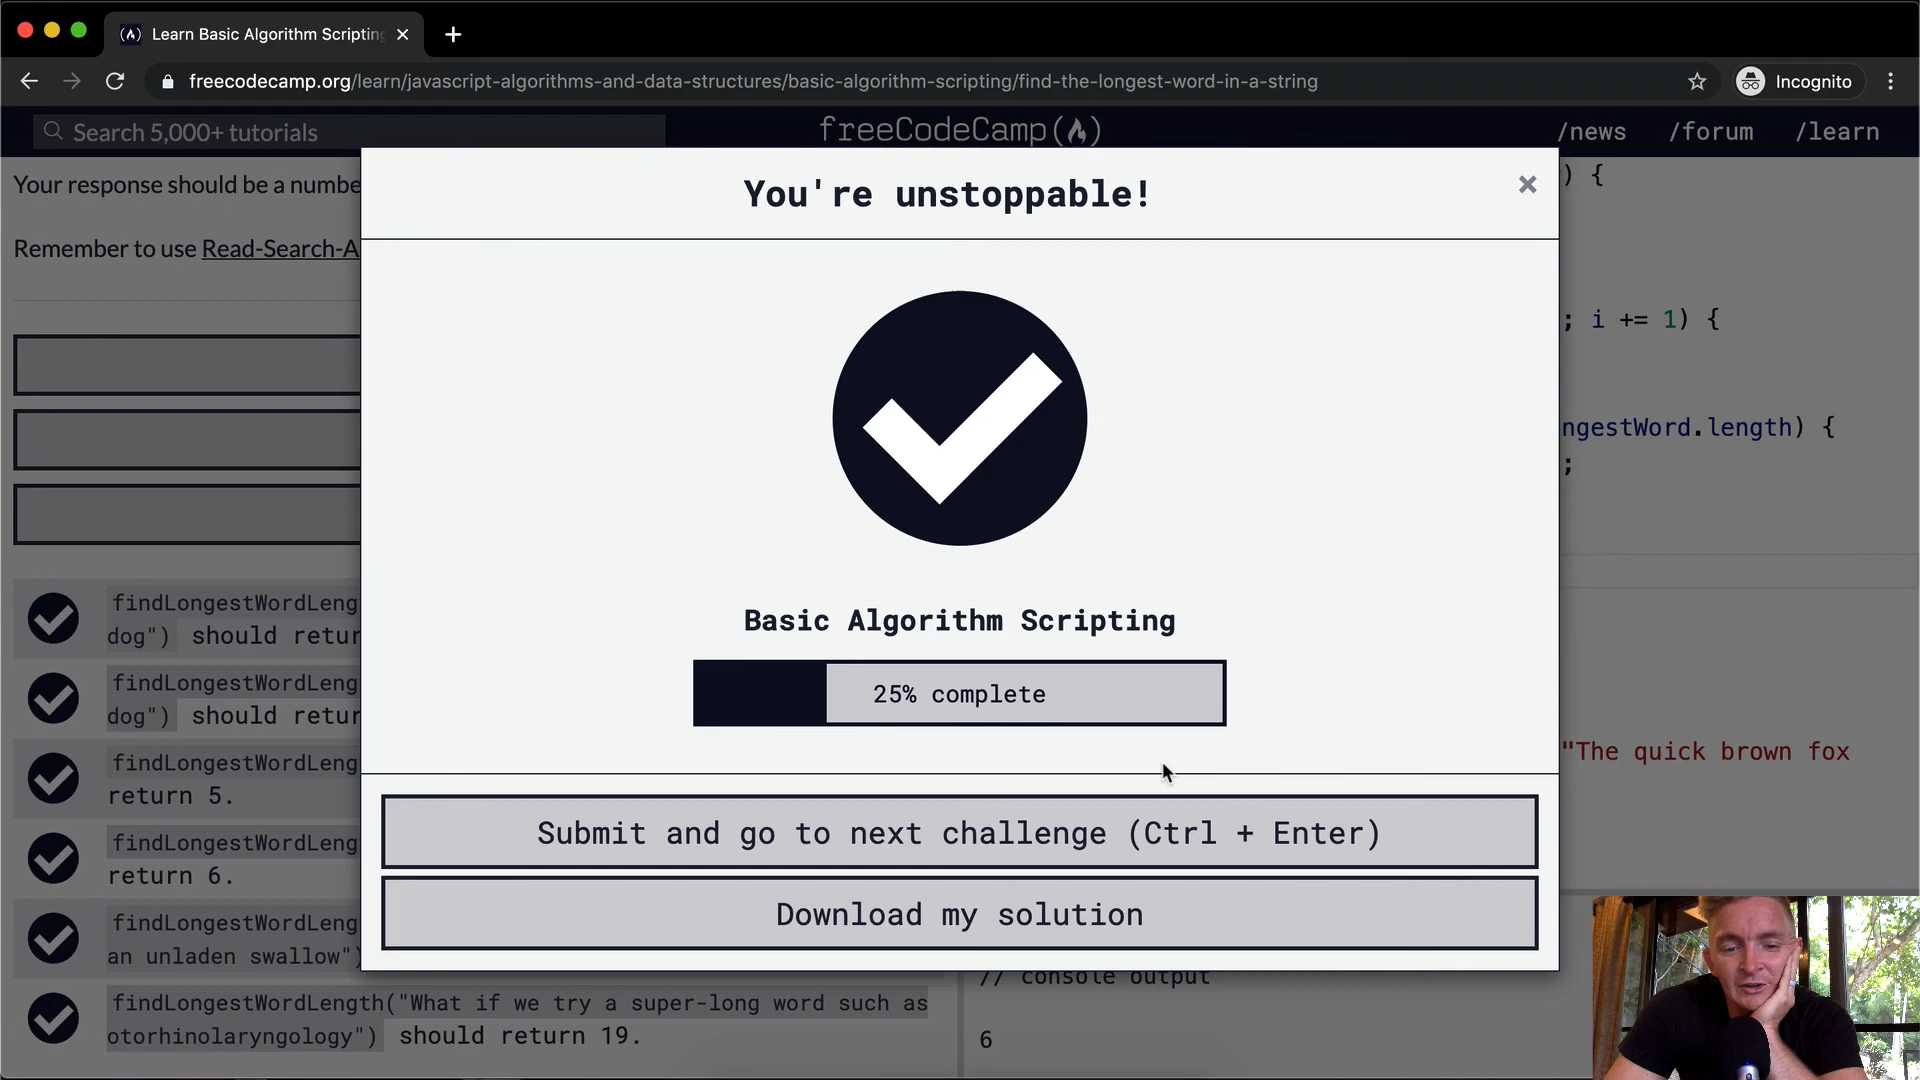 Learn Basic Algorithm Scripting
freecodecamp.org/learn/javascript-algorithms-and-data-structures/basic-algorithm-scripting/find-the-longest-word-in-a-string
Incognito
Search 5,000+ tutorials
freeCodeCamp
/news /forum /learn
Your response should be a numbe
) {
You're unstoppable!
Remember to use Read-Search-A
; i += 1) {
ngestWord.length) {
;
findLongestWordLeng
dog") should retur
Basic Algorithm Scripting
findLongestWordLeng
dog") should retur
25% complete
findLongestWordLeng
return 5.
"The quick brown fox
findLongestWordLeng
return 6.
Submit and go to next challenge (Ctrl + Enter)
findLongestWordLeng
an unladen swallow")
Download my solution
findLongestWordLength("What if we try a super-long word such as
otorhinolaryngology") should return 19.
// console output
6